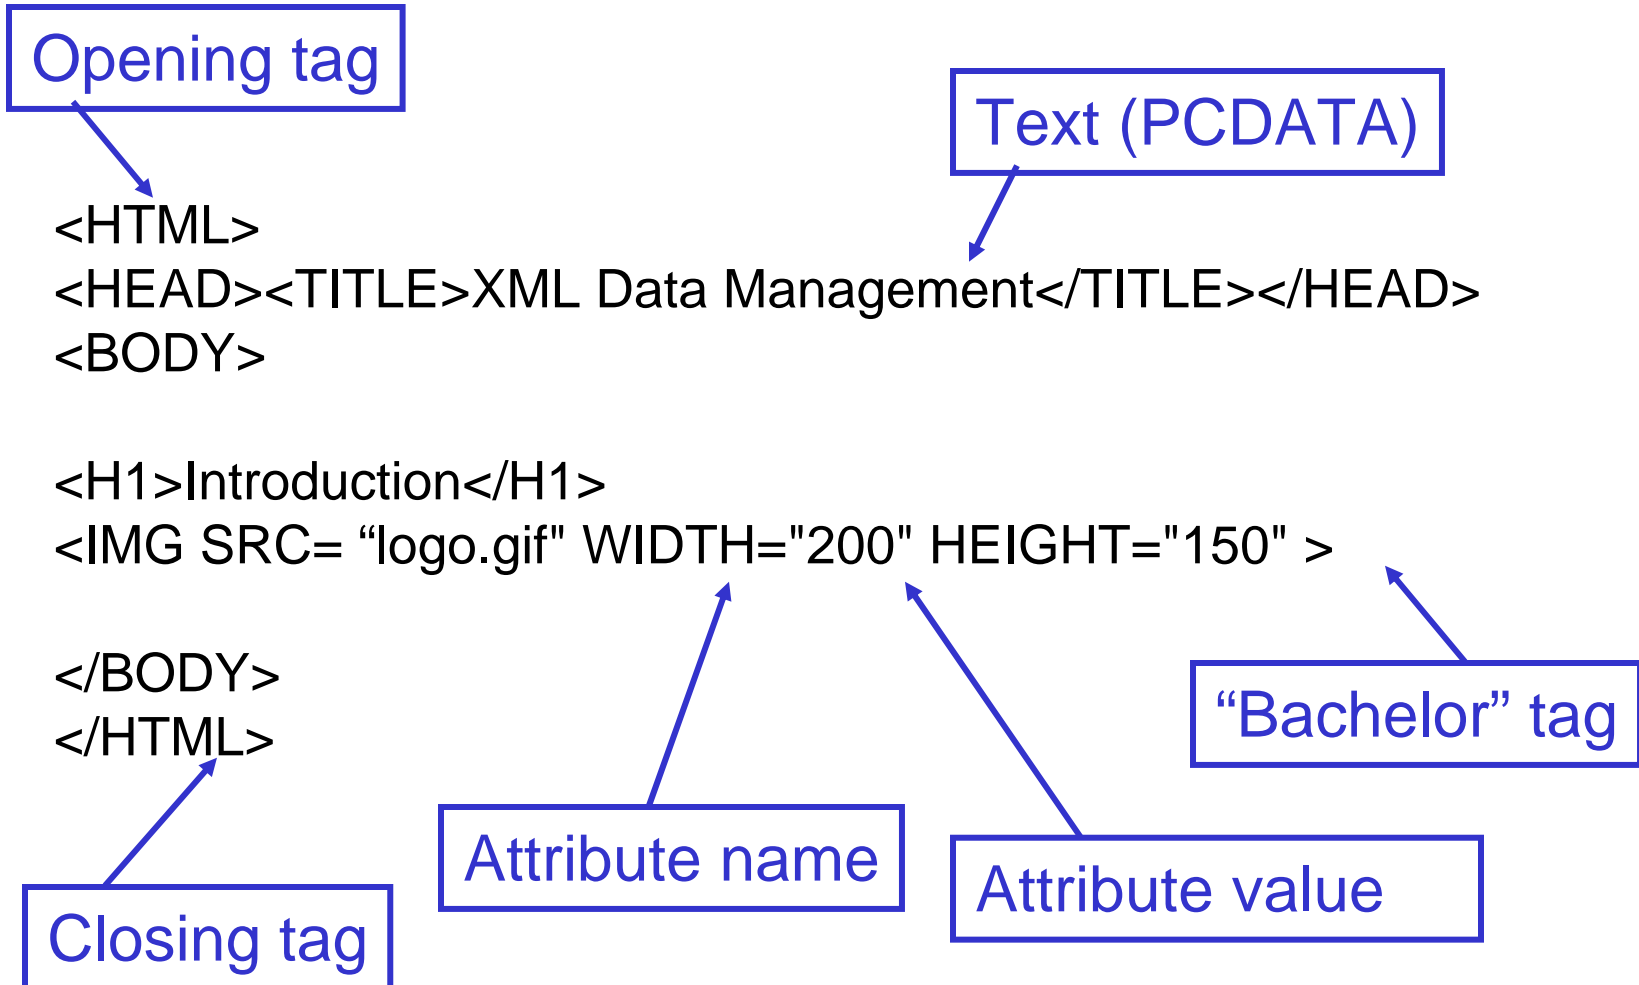 Opening tag
Text (PCDATA)
<HTML>
<HEAD><TITLE>XML Data Management</TITLE></HEAD>
<BODY>
<H1>Introduction</H1>
<IMG SRC= “logo.gif" WIDTH="200" HEIGHT="150" >
</BODY>
</HTML>
“Bachelor” tag
Attribute name
Attribute value
Closing tag